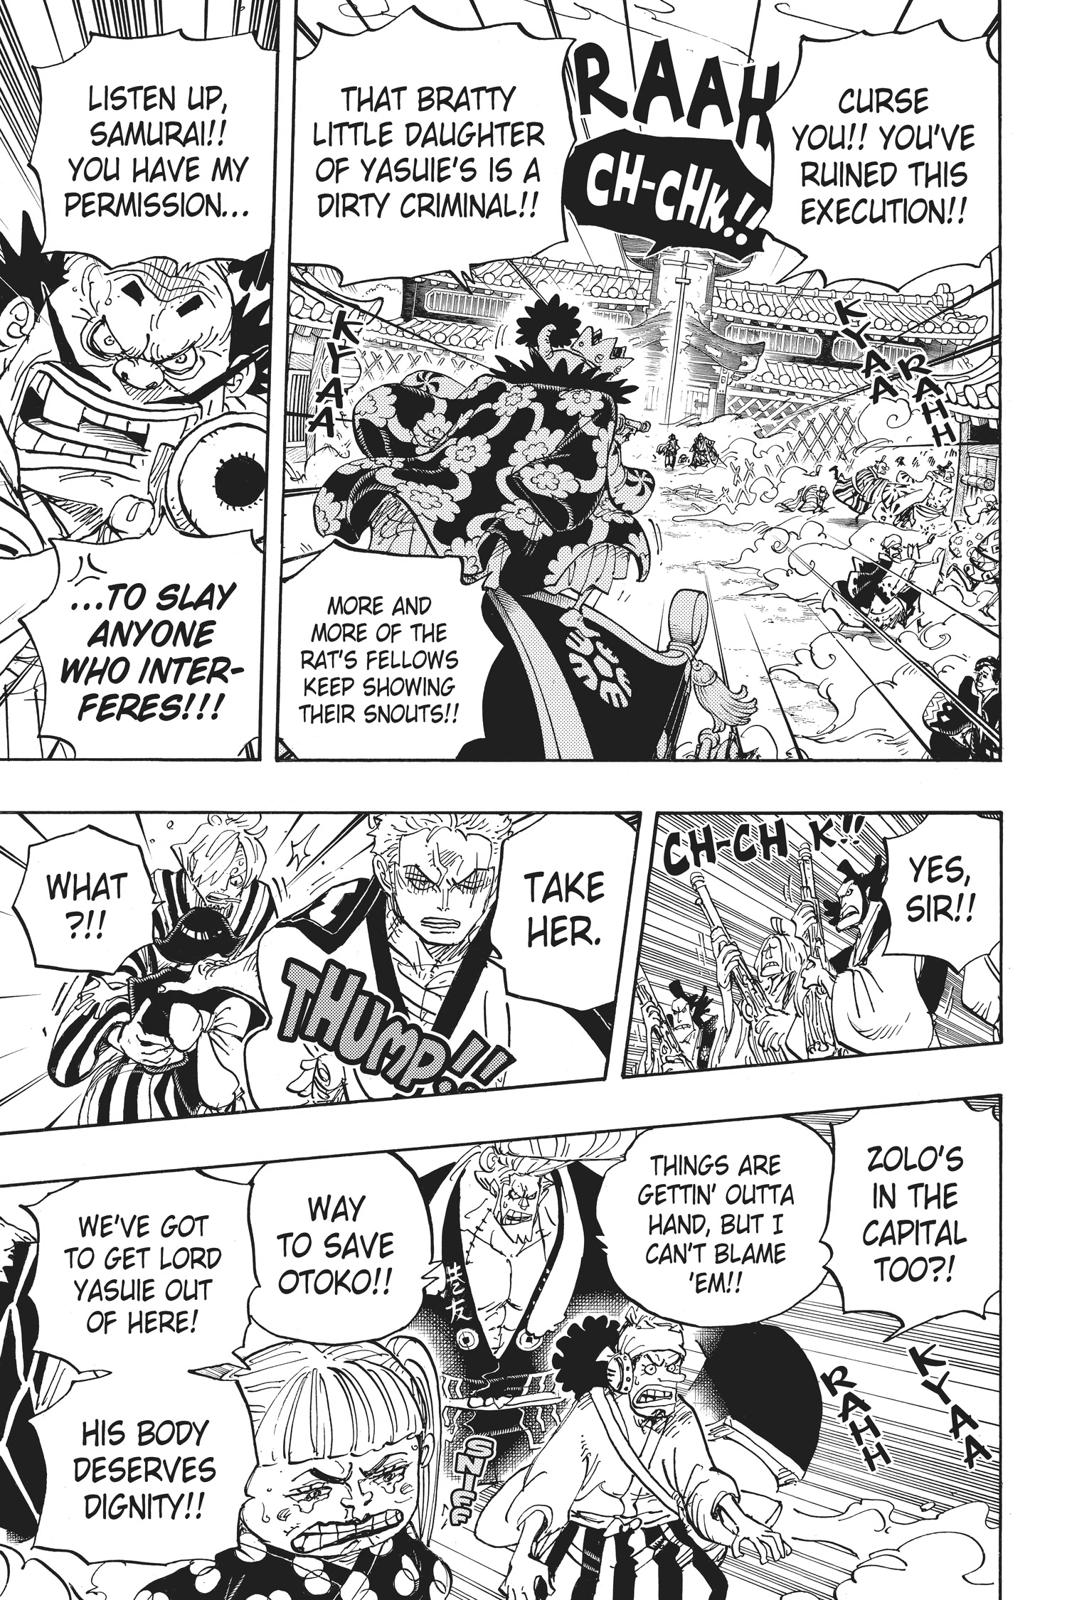 CURSE
YOU!! YOU'VE
RUINED THIS
EXECUTION!!
RAAH
CH-CHK!!
THAT BRATTY
LITTLE DAUGHTER
OF YASUIE'S IS A
DIRTY CRIMINAL!!
KYAA
RAHH
KYAA
MORE AND
MORE OF THE
RAT'S FELLOWS
KEEP SHOWING
THEIR SNOUTS!!
LISTEN UP,
SAMURAI!!
YOU HAVE MY
PERMISSION...
...TO SLAY
ANYONE
WHO INTER-
FERES!!!
YES,
SIR!!
CH-CHK!!
TAKE
HER.
THUMP!!
WHAT
?!!
ZOLO'S
IN THE
CAPITAL
TOO?!
THINGS ARE
GETTIN' OUTTA
HAND, BUT I
CAN'T BLAME
'EM!!
KYAA
RAHH
WAY
TO SAVE
OTOKO!!
SNIFF
WE'VE GOT
TO GET LORD
YASUIE OUT
OF HERE!
HIS BODY
DESERVES
DIGNITY!!